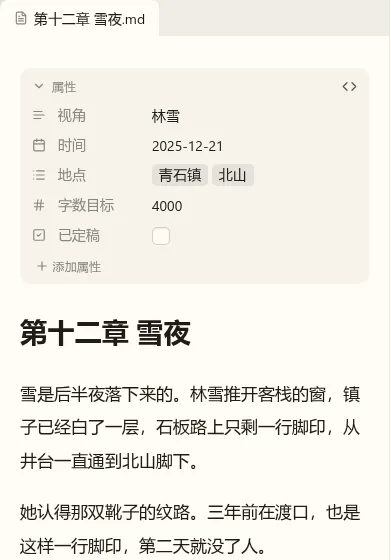 第十二章 雪夜.md
属性
视角 林雪
时间 2025-12-21
地点 青石镇 北山
字数目标 4000
已定稿
添加属性
第十二章 雪夜
雪是后半夜落下来的。林雪推开客栈的窗，镇
子已经白了一层，石板路上只剩一行脚印，从
井台一直通到北山脚下。
她认得那双靴子的纹路。三年前在渡口，也是
这样一行脚印，第二天就没了人。